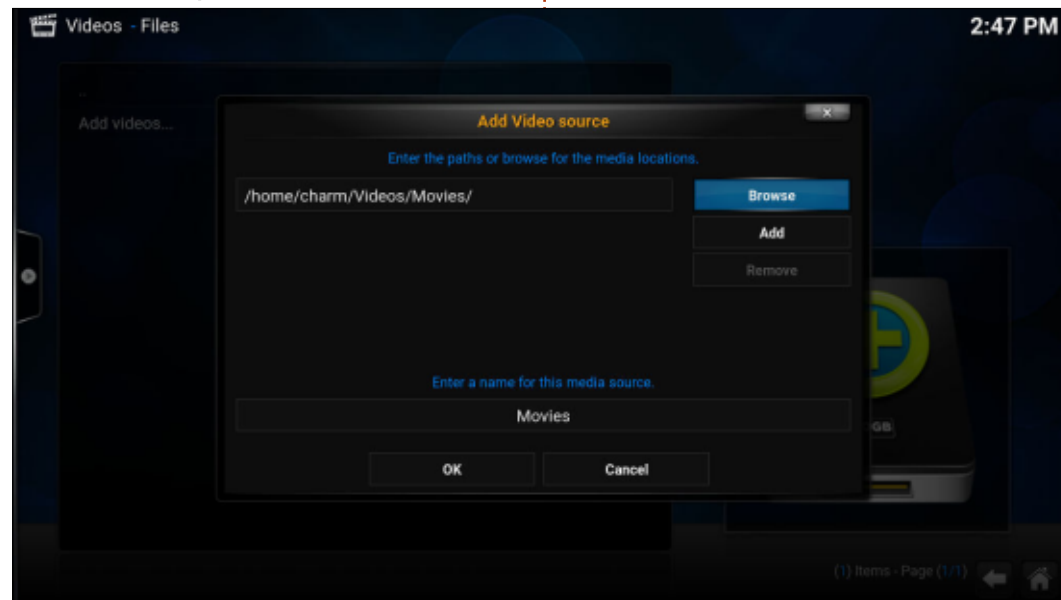 Videos - Files
2:47 PM
..
Add videos...
Add Video source
x
Enter the paths or browse for the media locations.
/home/charm/Videos/Movies/
Browse
Add
Remove
Enter a name for this media source.
Movies
OK
Cancel
GB
(1) Items - Page (1/1)